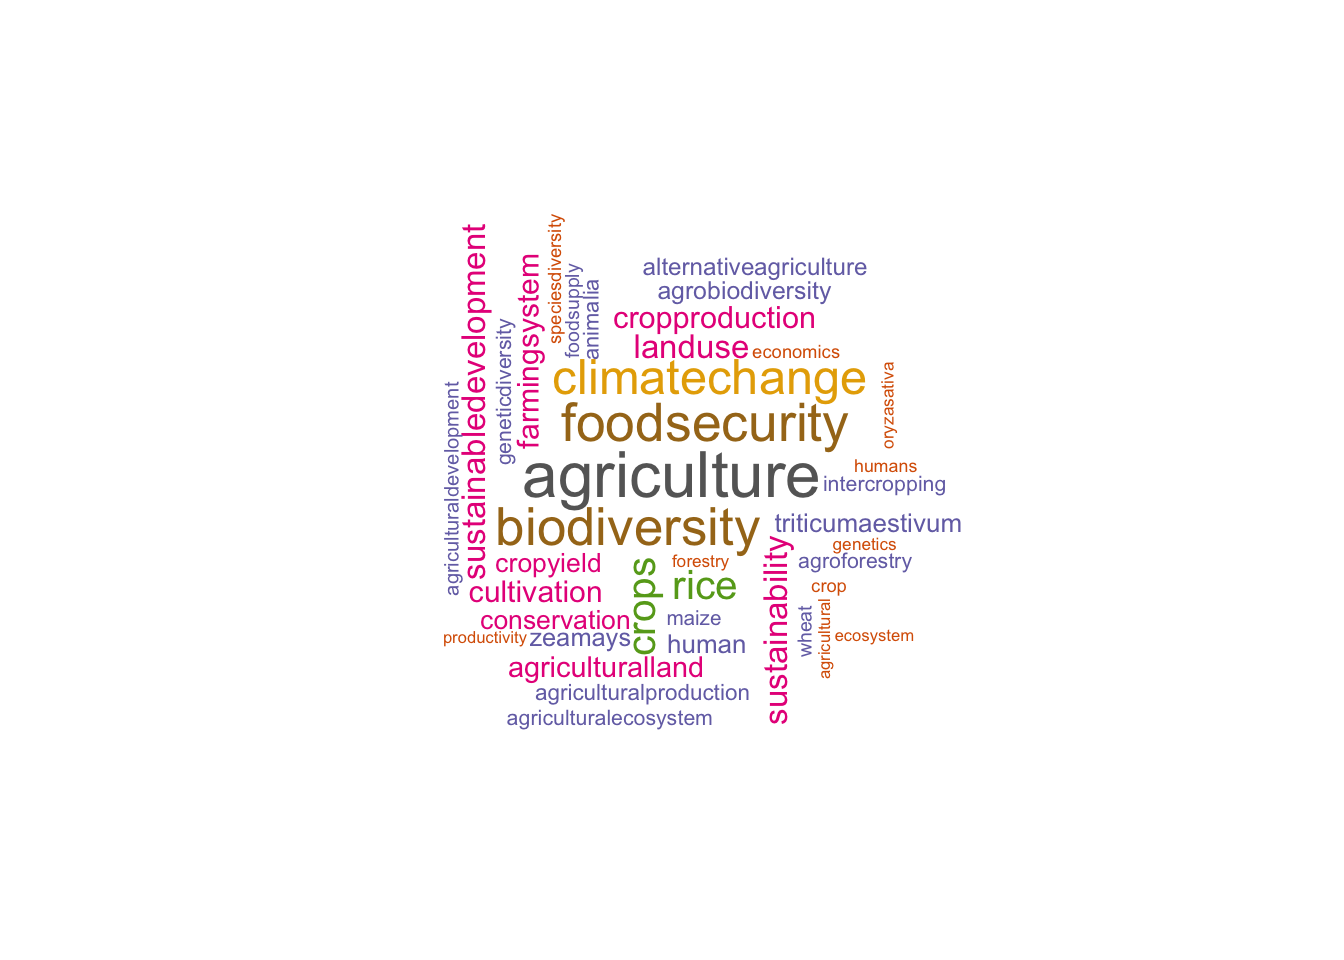 sustainabledevelopment
speciesdiversity
farmingsystem
foodsupply
animalia
alternativeagriculture
agrobiodiversity
cropproduction
geneticdiversity
landuse
economics
climatechange
oryzasativa
agriculturaldevelopment
foodsecurity
agriculture
humans
intercropping
biodiversity
triticumaestivum
genetics
cropyield
forestry
agroforestry
sustainability
crops
rice
crop
cultivation
conservation
maize
wheat
agricultural
ecosystem
productivity
zeamays
human
agriculturalland
agriculturalproduction
agriculturalecosystem